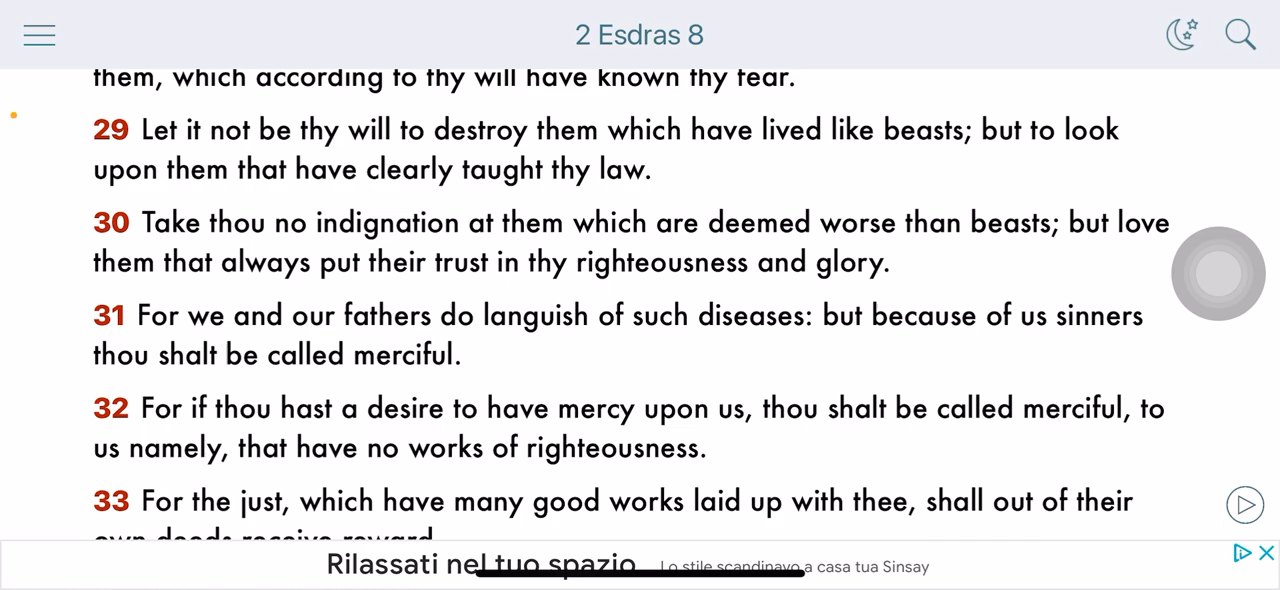 2 Esdras 8
them, which according to thy will have known thy fear.
29 Let it not be thy will to destroy them which have lived like beasts; but to look
upon them that have clearly taught thy law.
30 Take thou no indignation at them which are deemed worse than beasts; but love
them that always put their trust in thy righteousness and glory.
31 For we and our fathers do languish of such diseases: but because of us sinners
thou shalt be called merciful.
32 For if thou hast a desire to have mercy upon us, thou shalt be called merciful, to
us namely, that have no works of righteousness.
33 For the just, which have many good works laid up with thee, shall out of their
own deeds receive reward.
Rilassati nel tuo spazio Lo stile scandinavo a casa tua Sinsay